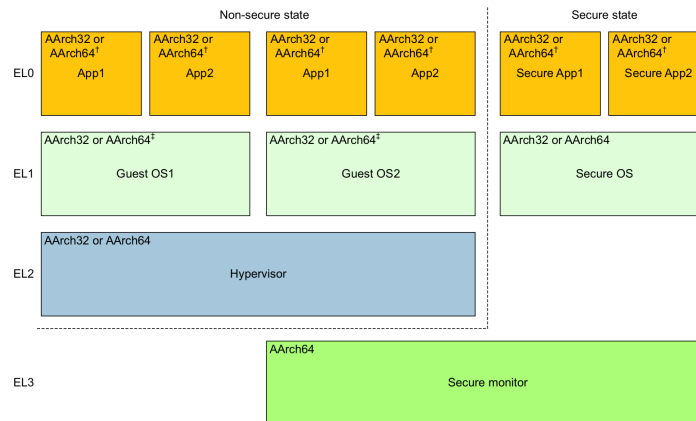 Non-secure state
Secure state
EL0
AArch32 or
AArch64†
App1
AArch32 or
AArch64†
App2
AArch32 or
AArch64†
App1
AArch32 or
AArch64†
App2
AArch32 or
AArch64†
Secure App1
AArch32 or
AArch64†
Secure App2
EL1
AArch32 or AArch64‡
Guest OS1
AArch32 or AArch64‡
Guest OS2
AArch32 or AArch64
Secure OS
EL2
AArch32 or AArch64
Hypervisor
EL3
AArch64
Secure monitor